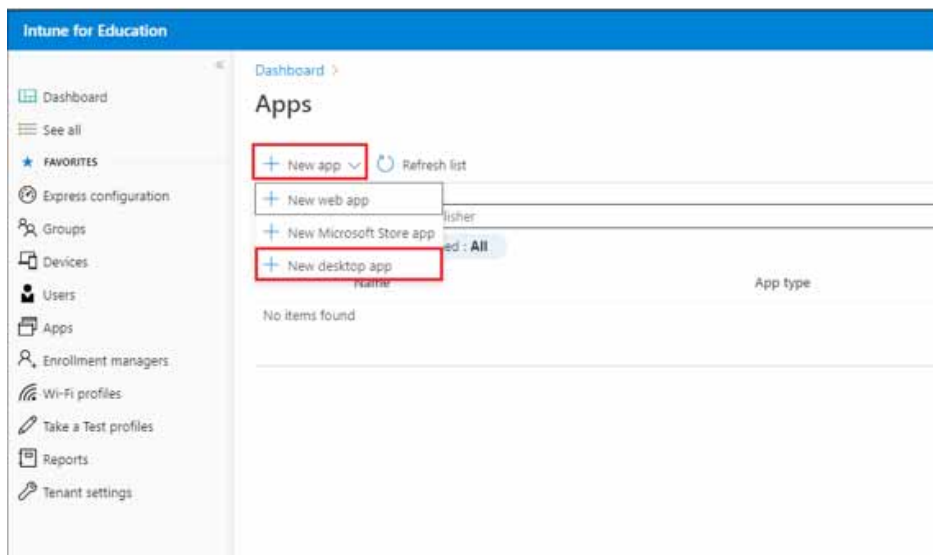 Intune for Education
Dashboard
See all
FAVORITES
Express configuration
Groups
Devices
Users
Apps
Enrollment managers
Wi-Fi profiles
Take a Test profiles
Reports
Tenant settings
Dashboard >
Apps
New app Refresh list
New web app
New Microsoft Store app
New desktop app
lisher
ed : All
Name App type
No items found